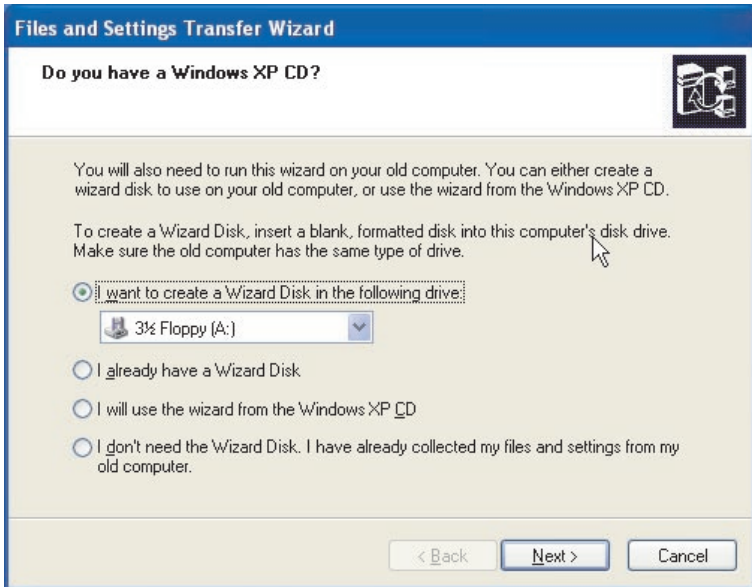 Files and Settings Transfer Wizard
Do you have a Windows XP CD?
You will also need to run this wizard on your old computer. You can either create a
wizard disk to use on your old computer, or use the wizard from the Windows XP CD.
To create a Wizard Disk, insert a blank, formatted disk into this computer's disk drive.
Make sure the old computer has the same type of drive.
I want to create a Wizard Disk in the following drive:
3½ Floppy (A:)
I already have a Wizard Disk
I will use the wizard from the Windows XP CD
I don't need the Wizard Disk. I have already collected my files and settings from my
old computer.
< Back Next > Cancel